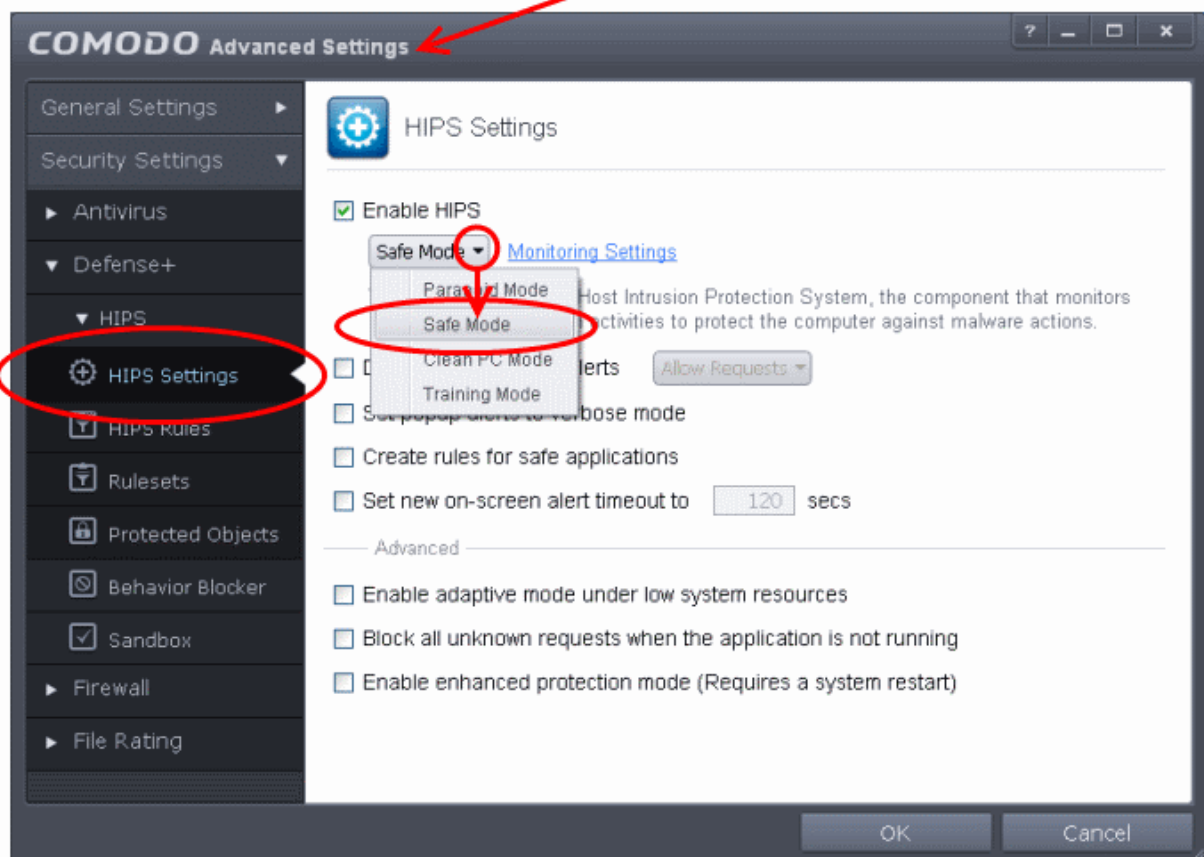 COMODO Advanced Settings
?
General Settings
Security Settings
Antivirus
Defense+
HIPS
HIPS Settings
HIPS Rules
Rulesets
Protected Objects
Behavior Blocker
Sandbox
Firewall
File Rating
HIPS Settings
Enable HIPS
Safe Mode Monitoring Settings
Paranoid Mode
Safe Mode
Clean PC Mode
Training Mode
Host Intrusion Protection System, the component that monitors
activities to protect the computer against malware actions.
Allow Requests
Set popup alerts to verbose mode
Create rules for safe applications
Set new on-screen alert timeout to 120 secs
Advanced
Enable adaptive mode under low system resources
Block all unknown requests when the application is not running
Enable enhanced protection mode (Requires a system restart)
OK Cancel